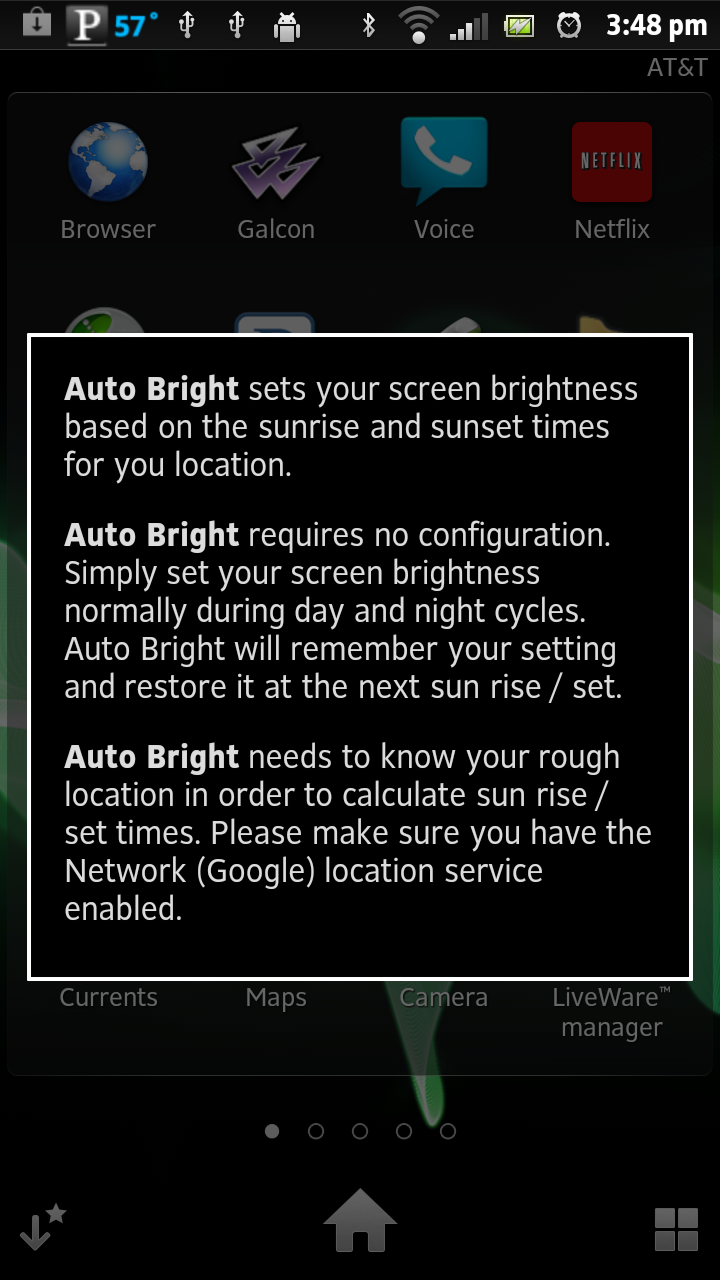 P 57° 3:48 pm
AT&T
Browser Galcon Voice Netflix
NETFLIX
Auto Bright sets your screen brightness
based on the sunrise and sunset times
for you location.
Auto Bright requires no configuration.
Simply set your screen brightness
normally during day and night cycles.
Auto Bright will remember your setting
and restore it at the next sun rise / set.
Auto Bright needs to know your rough
location in order to calculate sun rise /
set times. Please make sure you have the
Network (Google) location service
enabled.
Currents Maps Camera LiveWare™
manager